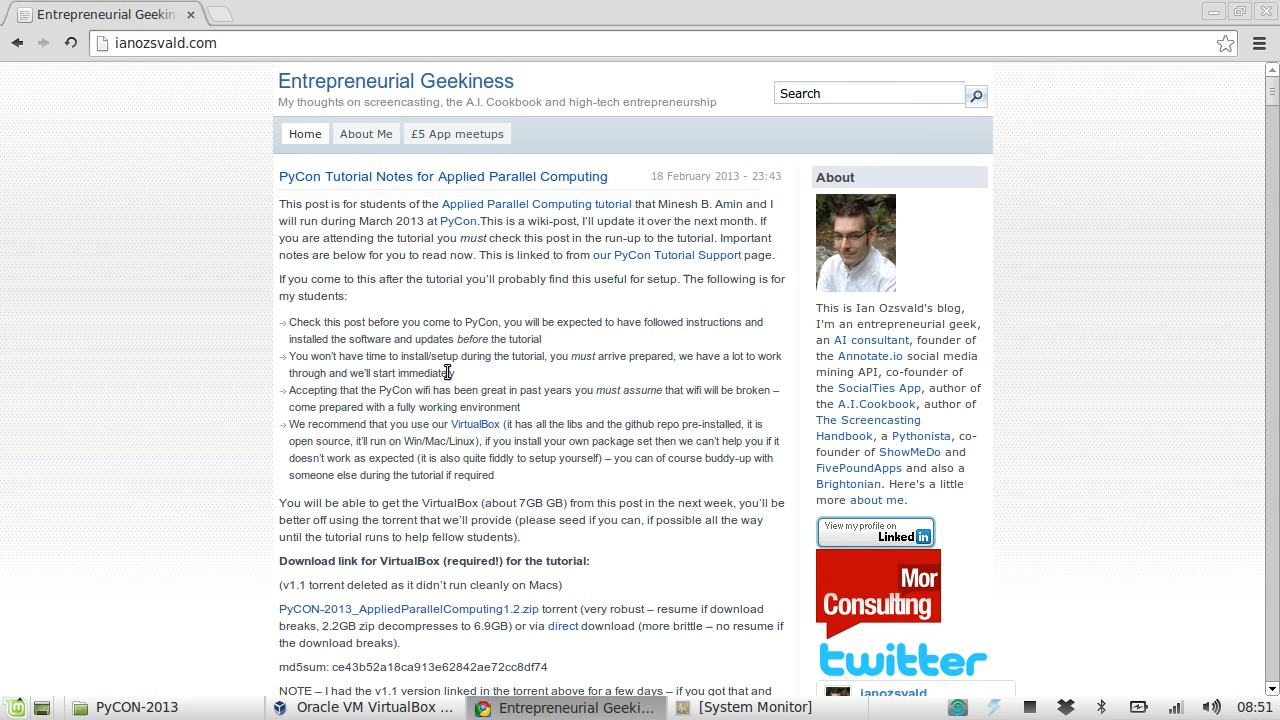 Entrepreneurial Geekin
ianozsvald.com
Entrepreneurial Geekiness
My thoughts on screencasting, the A.I. Cookbook and high-tech entrepreneurship
Search
Home About Me £5 App meetups
PyCon Tutorial Notes for Applied Parallel Computing 18 February 2013 - 23:43
This post is for students of the Applied Parallel Computing tutorial that Minesh B. Amin and I
will run during March 2013 at PyCon.This is a wiki-post, I'll update it over the next month. If
you are attending the tutorial you must check this post in the run-up to the tutorial. Important
notes are below for you to read now. This is linked to from our PyCon Tutorial Support page.
If you come to this after the tutorial you'll probably find this useful for setup. The following is for
my students:
Check this post before you come to PyCon, you will be expected to have followed instructions and
installed the software and updates before the tutorial
You won't have time to install/setup during the tutorial, you must arrive prepared, we have a lot to work
through and we'll start immediately
Accepting that the PyCon wifi has been great in past years you must assume that wifi will be broken –
come prepared with a fully working environment
We recommend that you use our VirtualBox (it has all the libs and the github repo pre-installed, it is
open source, it'll run on Win/Mac/Linux), if you install your own package set then we can't help you if it
doesn't work as expected (it is also quite fiddly to setup yourself) – you can of course buddy-up with
someone else during the tutorial if required
You will be able to get the VirtualBox (about 7GB GB) from this post in the next week, you'll be
better off using the torrent that we'll provide (please seed if you can, if possible all the way
until the tutorial runs to help fellow students).
Download link for VirtualBox (required!) for the tutorial:
(v1.1 torrent deleted as it didn't run cleanly on Macs)
PyCON-2013_AppliedParallelComputing1.2.zip torrent (very robust – resume if download
breaks, 2.2GB zip decompresses to 6.9GB) or via direct download (more brittle – no resume if
the download breaks).
md5sum: ce43b52a18ca913e62842ae72cc8df74
NOTE – I had the v1.1 version linked in the torrent above for a few days – if you got that and
About
This is Ian Ozsvald's blog,
I'm an entrepreneurial geek,
an AI consultant, founder of
the Annotate.io social media
mining API, co-founder of
the SocialTies App, author of
the A.I.Cookbook, author of
The Screencasting
Handbook, a Pythonista, co-
founder of ShowMeDo and
FivePoundApps and also a
Brightonian. Here's a little
more about me.
View my profile on
Linked in
Mor
Consulting
twitter
ianozsvald
PyCON-2013 Oracle VM VirtualBox ... Entrepreneurial Geeki... [System Monitor] 08:51